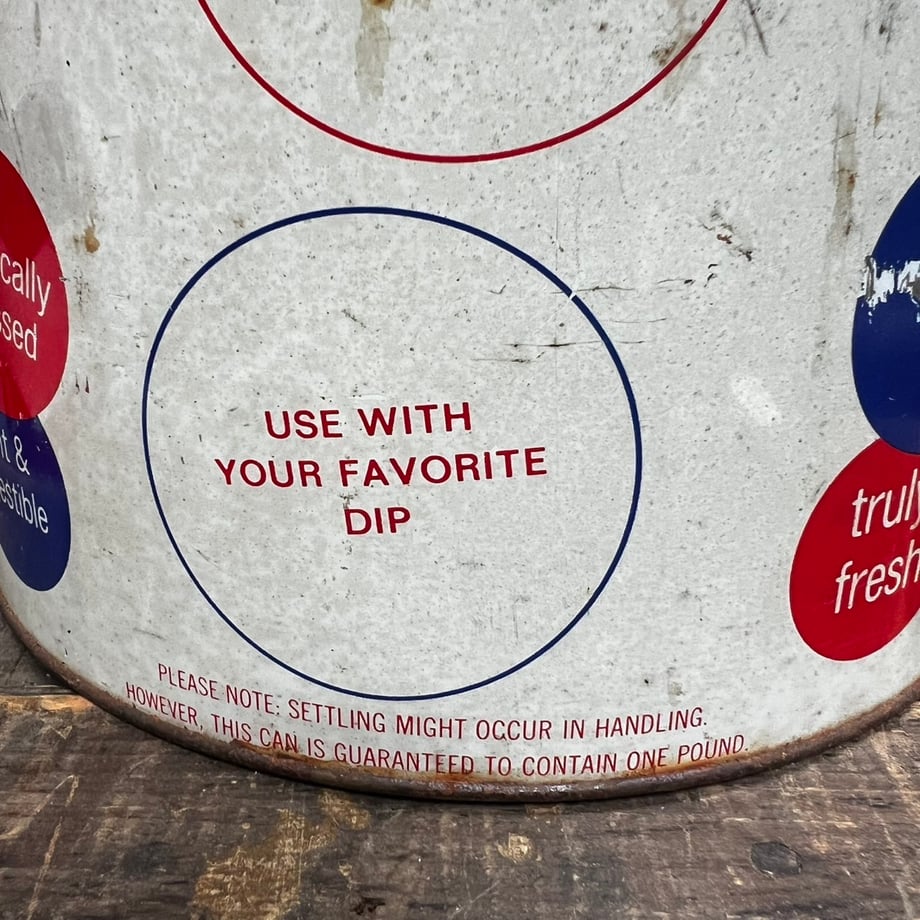 USE WITH
YOUR FAVORITE
DIP
truly
fresh
PLEASE NOTE: SETTLING MIGHT OCCUR IN HANDLING.
HOWEVER, THIS CAN IS GUARANTEED TO CONTAIN ONE POUND.